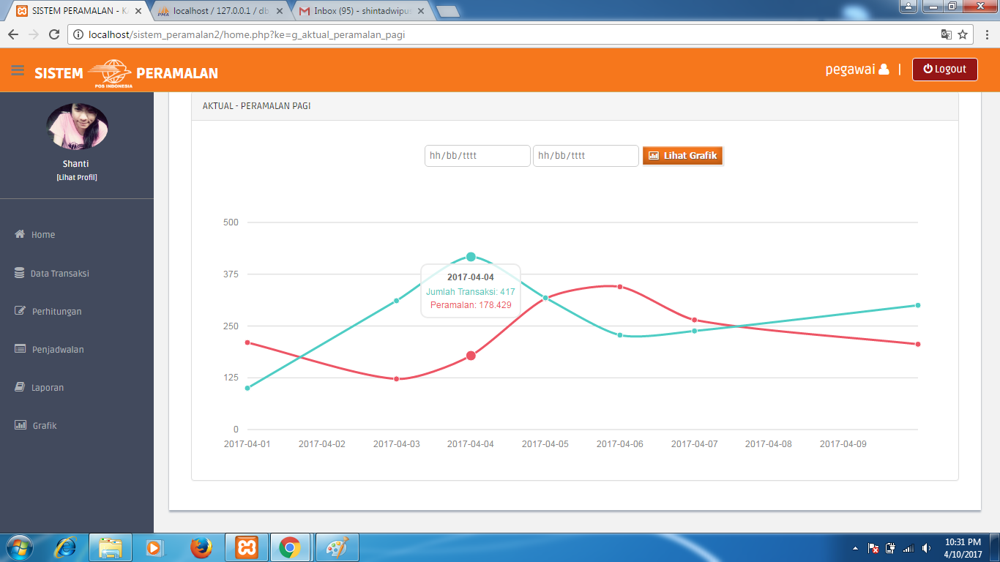 SISTEM PERAMALAN - Ka
localhost / 127.0.0.1 / db
Inbox (95) - shintadwipus
localhost/sistem_peramalan2/home.php?ke=g_aktual_peramalan_pagi
SISTEM POS INDONESIA PERAMALAN
pegawai | Logout
Shanti
[Lihat Profil]
Home
Data Transaksi
Perhitungan
Penjadwalan
Laporan
Grafik
AKTUAL - PERAMALAN PAGI
hh/bb/tttt hh/bb/tttt Lihat Grafik
500
375
250
125
0
2017-04-04
Jumlah Transaksi: 417
Peramalan: 178.429
2017-04-01 2017-04-02 2017-04-03 2017-04-04 2017-04-05 2017-04-06 2017-04-07 2017-04-08 2017-04-09
10:31 PM
4/10/2017